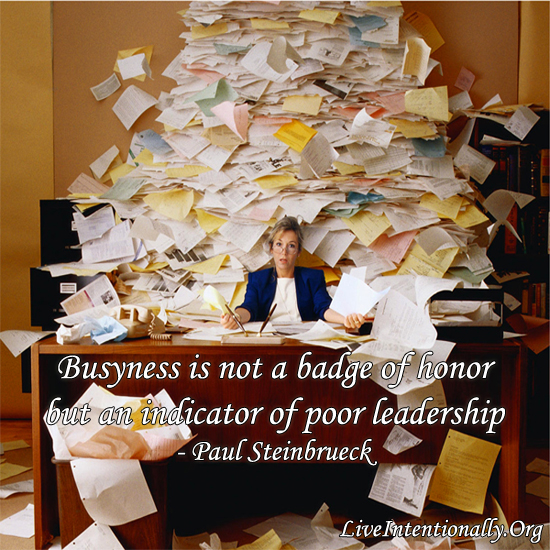 Busyness is not a badge of honor
but an indicator of poor leadership
- Paul Steinbrueck
LiveIntentionally.Org